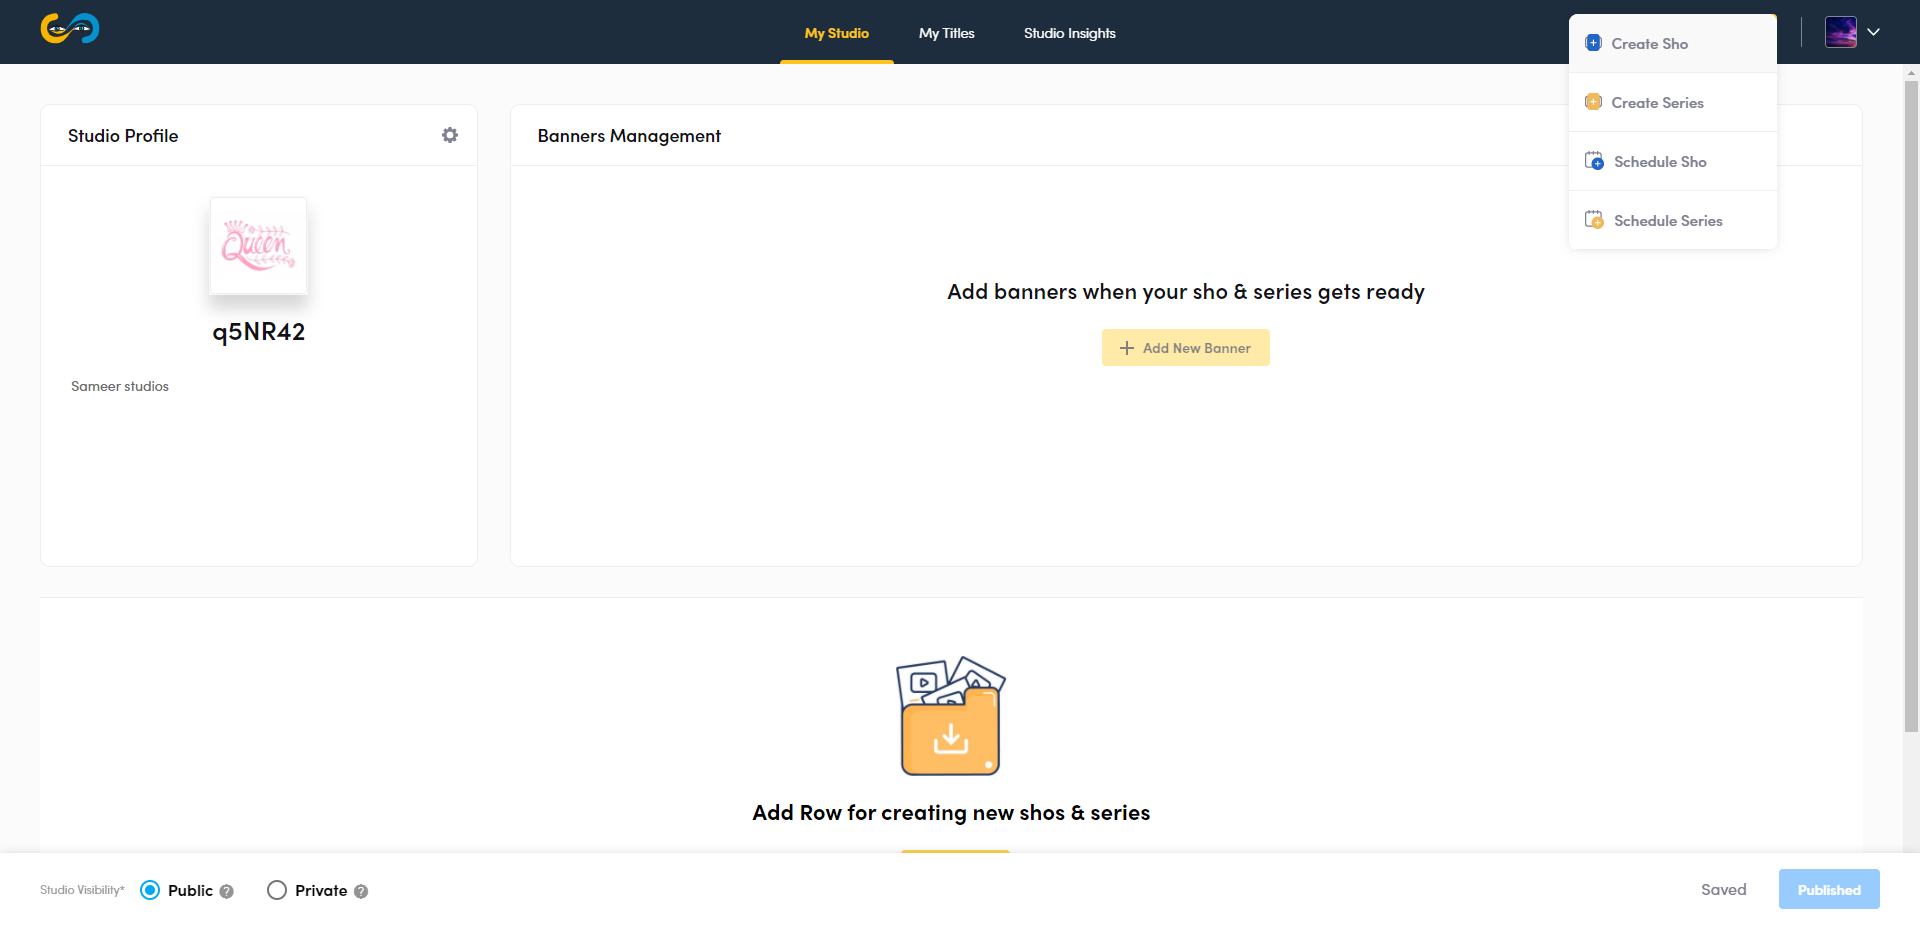 My Studio
My Titles
Studio Insights
Create Sho
Create Series
Schedule Sho
Schedule Series
Studio Profile
Queen
q5NR42
Sameer studios
Banners Management
Add banners when your sho & series gets ready
Add New Banner
Add Row for creating new shos & series
Studio Visibility*
Public ?
Private ?
Saved
Published